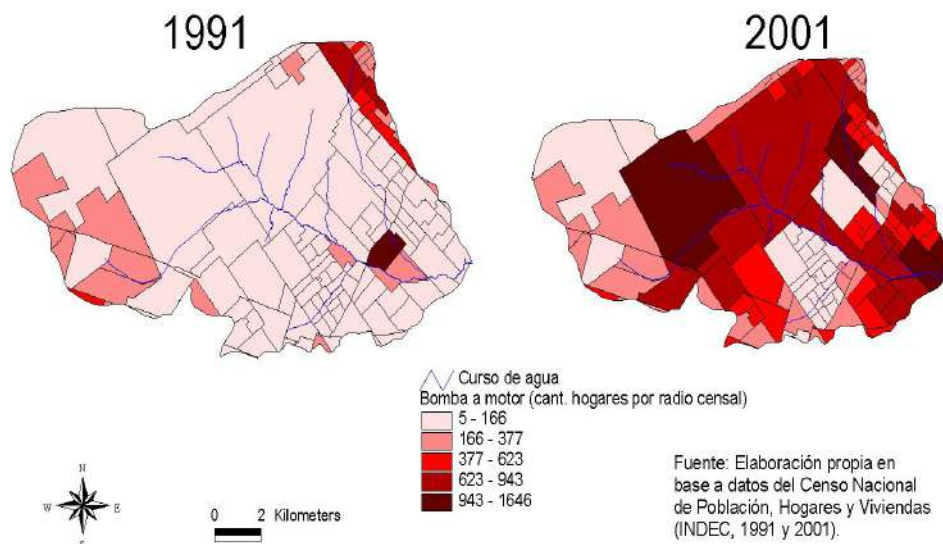 1991
2001
Curso de agua
Bomba a motor (cant. hogares por radio censal)
5 - 166
166 - 377
377 - 623
623 - 943
943 - 1646
N
W E
S
0 2 Kilometers
Fuente: Elaboración propia en
base a datos del Censo Nacional
de Población, Hogares y Viviendas
(INDEC, 1991 y 2001).